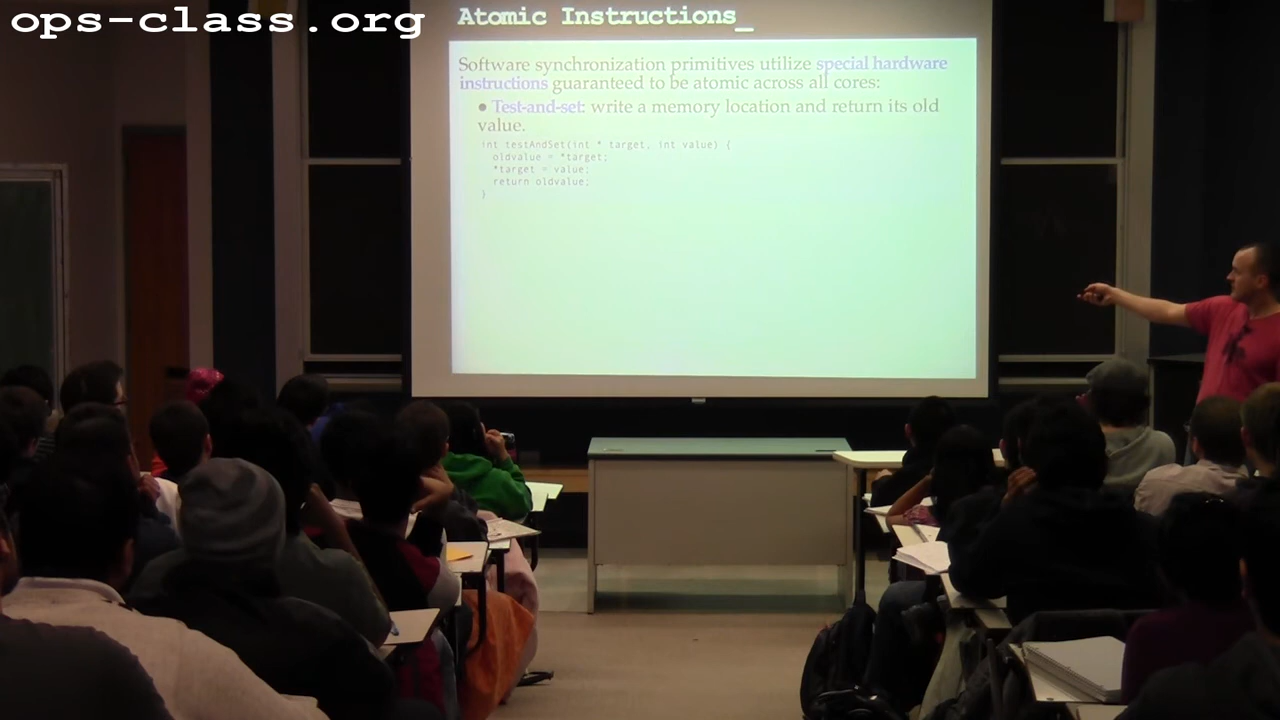 ops-class.org
Atomic Instructions_
Software synchronization primitives utilize special hardware
instructions guaranteed to be atomic across all cores:
● Test-and-set: write a memory location and return its old
value.
int testAndSet(int * target, int value) {
oldvalue = *target;
*target = value;
return oldvalue;
}